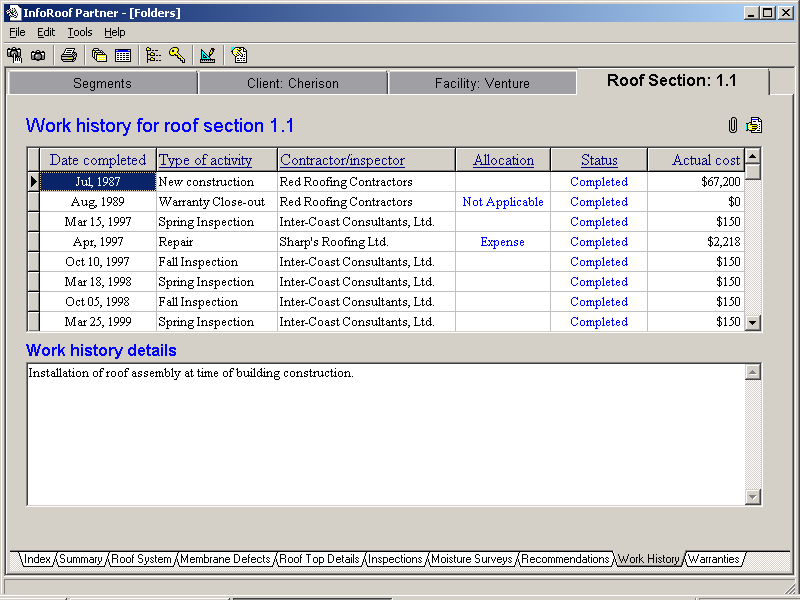 InfoRoof Partner - [Folders]
File Edit Tools Help
Segments Client: Cherison Facility: Venture Roof Section: 1.1
Work history for roof section 1.1
Date completed Type of activity Contractor/inspector Allocation Status Actual cost
Jul, 1987 New construction Red Roofing Contractors Completed $67,200
Aug, 1989 Warranty Close-out Red Roofing Contractors Not Applicable Completed $0
Mar 15, 1997 Spring Inspection Inter-Coast Consultants, Ltd. Completed $150
Apr, 1997 Repair Sharp's Roofing Ltd. Expense Completed $2,218
Oct 10, 1997 Fall Inspection Inter-Coast Consultants, Ltd. Completed $150
Mar 18, 1998 Spring Inspection Inter-Coast Consultants, Ltd. Completed $150
Oct 05, 1998 Fall Inspection Inter-Coast Consultants, Ltd. Completed $150
Mar 25, 1999 Spring Inspection Inter-Coast Consultants, Ltd. Completed $150
Work history details
Installation of roof assembly at time of building construction.
Index Summary Roof System Membrane Defects Roof Top Details Inspections Moisture Surveys Recommendations Work History Warranties